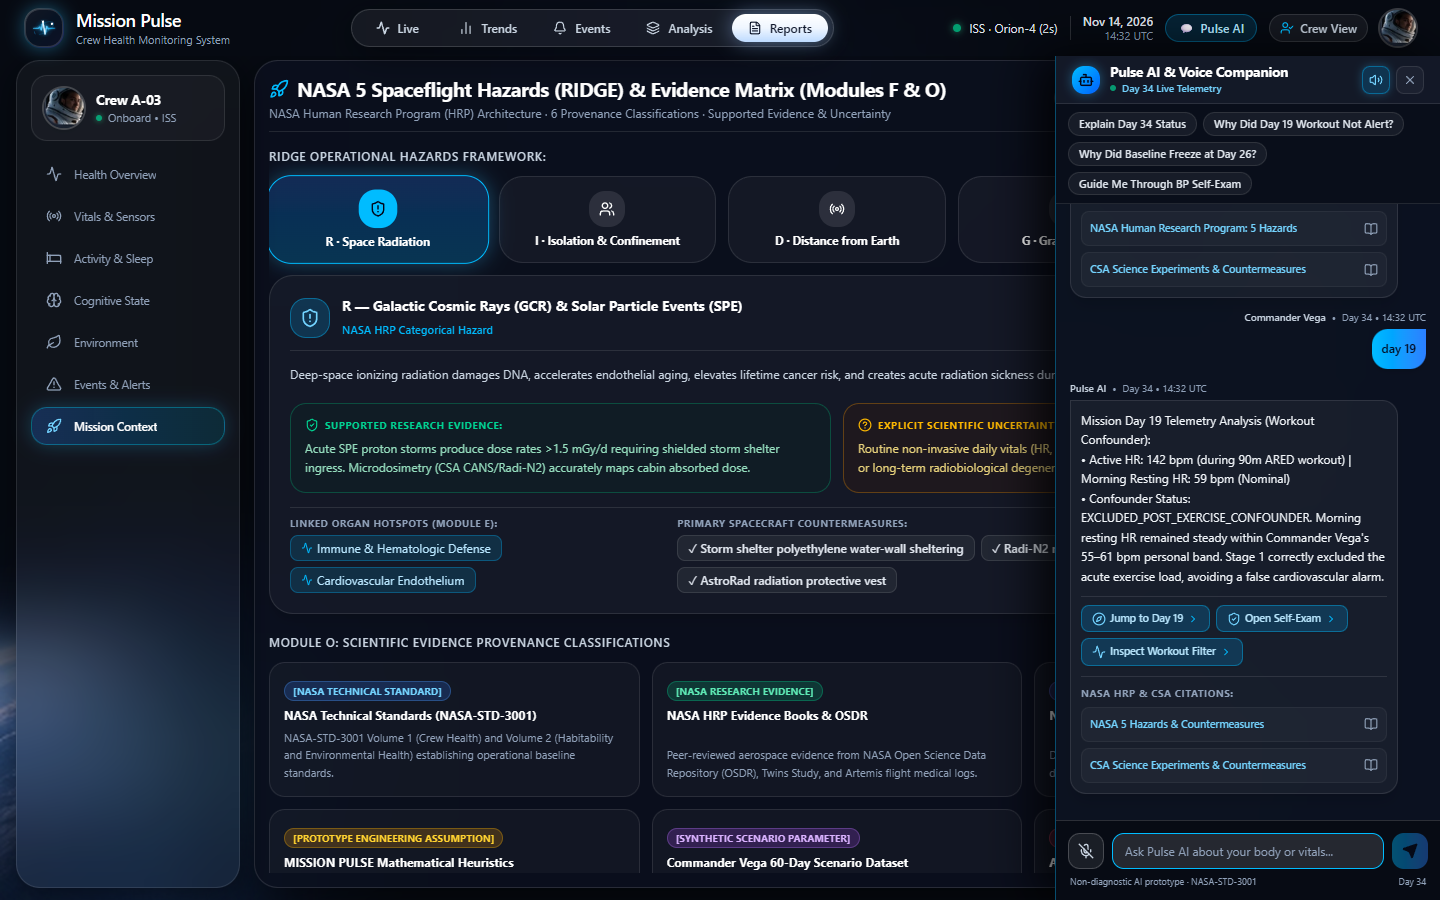 Mission Pulse
Crew Health Monitoring System
Live
Trends
Events
Analysis
Reports
ISS · Orion-4 (2s)
Nov 14, 2026
14:32 UTC
Pulse AI
Crew View
Crew A-03
Onboard • ISS
Health Overview
Vitals & Sensors
Activity & Sleep
Cognitive State
Environment
Events & Alerts
Mission Context
NASA 5 Spaceflight Hazards (RIDGE) & Evidence Matrix (Modules F & O)
NASA Human Research Program (HRP) Architecture · 6 Provenance Classifications · Supported Evidence & Uncertainty
RIDGE OPERATIONAL HAZARDS FRAMEWORK:
R · Space Radiation
I · Isolation & Confinement
D · Distance from Earth
G · Gra
R — Galactic Cosmic Rays (GCR) & Solar Particle Events (SPE)
NASA HRP Categorical Hazard
Deep-space ionizing radiation damages DNA, accelerates endothelial aging, elevates lifetime cancer risk, and creates acute radiation sickness dur
SUPPORTED RESEARCH EVIDENCE:
Acute SPE proton storms produce dose rates >1.5 mGy/d requiring shielded storm shelter
ingress. Microdosimetry (CSA CANS/Radi-N2) accurately maps cabin absorbed dose.
EXPLICIT SCIENTIFIC UNCERTAINT
Routine non-invasive daily vitals (HR,
or long-term radiobiological degener
LINKED ORGAN HOTSPOTS (MODULE E):
Immune & Hematologic Defense
Cardiovascular Endothelium
PRIMARY SPACECRAFT COUNTERMEASURES:
✓ Storm shelter polyethylene water-wall sheltering
✓ Radi-N2
✓ AstroRad radiation protective vest
MODULE O: SCIENTIFIC EVIDENCE PROVENANCE CLASSIFICATIONS
[NASA TECHNICAL STANDARD]
NASA Technical Standards (NASA-STD-3001)
NASA-STD-3001 Volume 1 (Crew Health) and Volume 2 (Habitability
and Environmental Health) establishing operational baseline
standards.
[NASA RESEARCH EVIDENCE]
NASA HRP Evidence Books & OSDR
Peer-reviewed aerospace evidence from NASA Open Science Data
Repository (OSDR), Twins Study, and Artemis flight medical logs.
[PROTOTYPE ENGINEERING ASSUMPTION]
MISSION PULSE Mathematical Heuristics
[SYNTHETIC SCENARIO PARAMETER]
Commander Vega 60-Day Scenario Dataset
Pulse AI & Voice Companion
Day 34 Live Telemetry
Explain Day 34 Status
Why Did Day 19 Workout Not Alert?
Why Did Baseline Freeze at Day 26?
Guide Me Through BP Self-Exam
NASA Human Research Program: 5 Hazards
CSA Science Experiments & Countermeasures
Commander Vega • Day 34 • 14:32 UTC
day 19
Pulse AI • Day 34 • 14:32 UTC
Mission Day 19 Telemetry Analysis (Workout
Confounder):
• Active HR: 142 bpm (during 90m ARED workout) |
Morning Resting HR: 59 bpm (Nominal)
• Confounder Status:
EXCLUDED_POST_EXERCISE_CONFOUNDER. Morning
resting HR remained steady within Commander Vega's
55–61 bpm personal band. Stage 1 correctly excluded the
acute exercise load, avoiding a false cardiovascular alarm.
Jump to Day 19
Open Self-Exam
Inspect Workout Filter
NASA HRP & CSA CITATIONS:
NASA 5 Hazards & Countermeasures
CSA Science Experiments & Countermeasures
Ask Pulse AI about your body or vitals...
Non-diagnostic AI prototype · NASA-STD-3001
Day 34